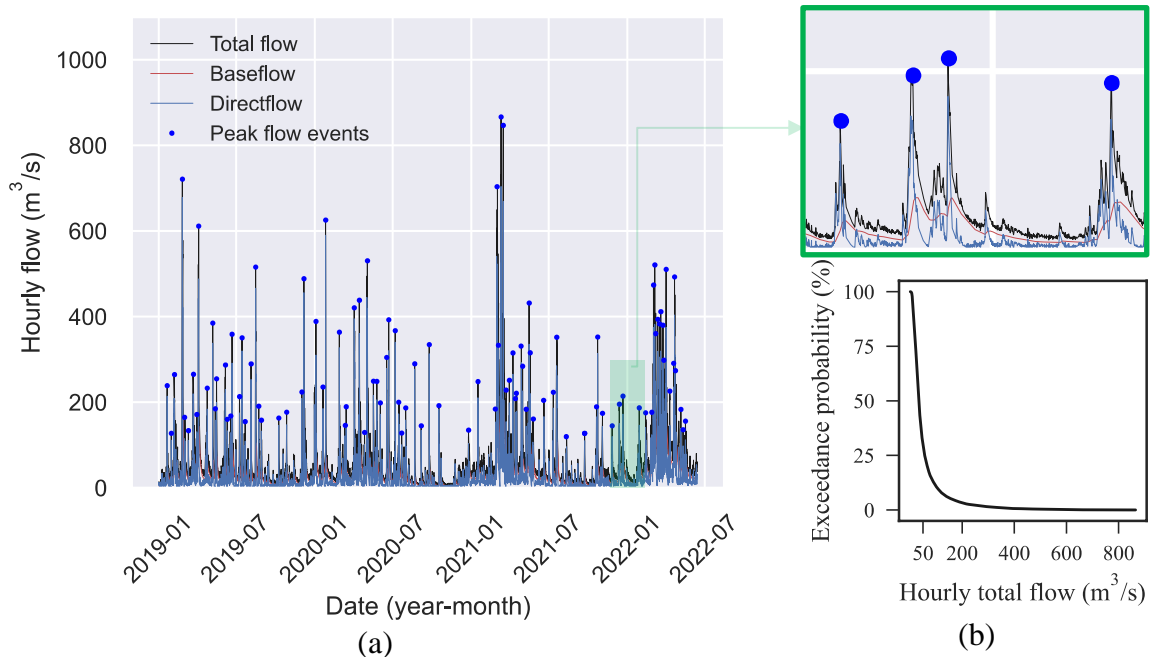 Total flow
Baseflow
Directflow
Peak flow events
Hourly flow (m³/s)
1000
800
600
400
200
0
2019-01
2019-07
2020-01
2020-07
2021-01
2021-07
2022-01
2022-07
Date (year-month)
(a)
Exceedance probability (%)
100
75
50
25
0
50
200
400
600
800
Hourly total flow (m³/s)
(b)